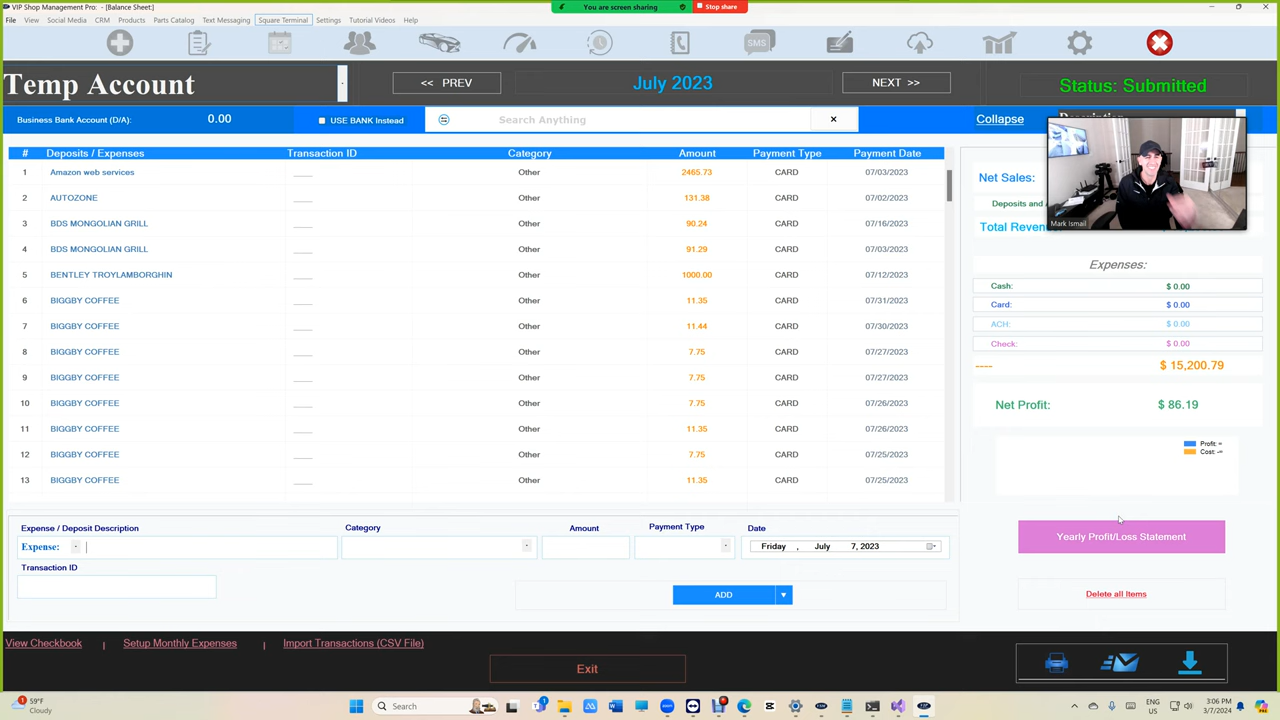 VIP Shop Management Pro: - [Balance Sheet:]
You are screen sharing
Stop share
File View Social Media CRM Products Parts Catalog Text Messaging Square Terminal Settings Tutorial Videos Help
SMS
Temp Account
<< PREV
July 2023
NEXT >>
Status: Submitted
Business Bank Account (D/A): 0.00
USE BANK Instead
Search Anything
Collapse
# Deposits / Expenses Transaction ID Category Amount Payment Type Payment Date
1 Amazon web services Other 2465.73 CARD 07/03/2023
2 AUTOZONE Other 131.38 CARD 07/02/2023
3 BDS MONGOLIAN GRILL Other 90.24 CARD 07/16/2023
4 BDS MONGOLIAN GRILL Other 91.29 CARD 07/03/2023
5 BENTLEY TROYLAMBORGHIN Other 1000.00 CARD 07/12/2023
6 BIGGBY COFFEE Other 11.35 CARD 07/31/2023
7 BIGGBY COFFEE Other 11.44 CARD 07/30/2023
8 BIGGBY COFFEE Other 7.75 CARD 07/27/2023
9 BIGGBY COFFEE Other 7.75 CARD 07/27/2023
10 BIGGBY COFFEE Other 7.75 CARD 07/26/2023
11 BIGGBY COFFEE Other 11.35 CARD 07/26/2023
12 BIGGBY COFFEE Other 7.75 CARD 07/25/2023
13 BIGGBY COFFEE Other 11.35 CARD 07/25/2023
Mark Ismail
Net Sales:
Deposits and
Total Reven
Expenses:
Cash: $ 0.00
Card: $ 0.00
ACH: $ 0.00
Check: $ 0.00
---- $ 15,200.79
Net Profit: $ 86.19
Profit: =
Cost: -=
Yearly Profit/Loss Statement
Delete all Items
Expense / Deposit Description Category Amount Payment Type Date
Expense: Friday , July 7, 2023
Transaction ID
ADD
View Checkbook | Setup Monthly Expenses | Import Transactions (CSV File)
Exit
59°F
Cloudy
Search
ENG
US
3:06 PM
3/7/2024